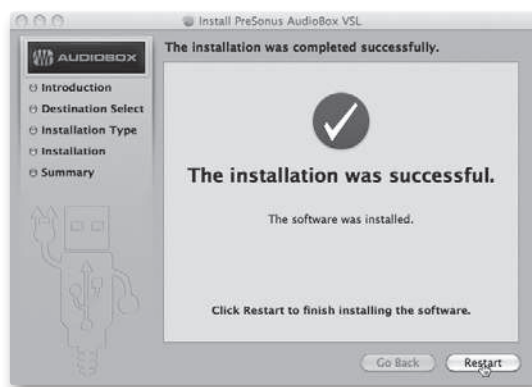 Install PreSonus AudioBox VSL
AUDIOBOX
The installation was completed successfully.
Introduction
Destination Select
Installation Type
Installation
Summary
The installation was successful.
The software was installed.
Click Restart to finish installing the software.
Go Back
Restart